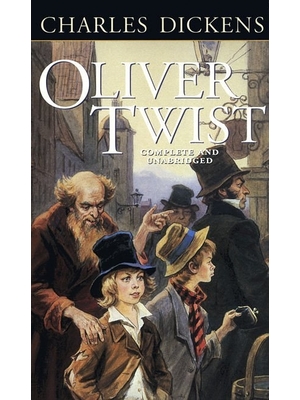 CHARLES DICKENS
OLIVER
TWIST
COMPLETE AND
UNABRIDGED